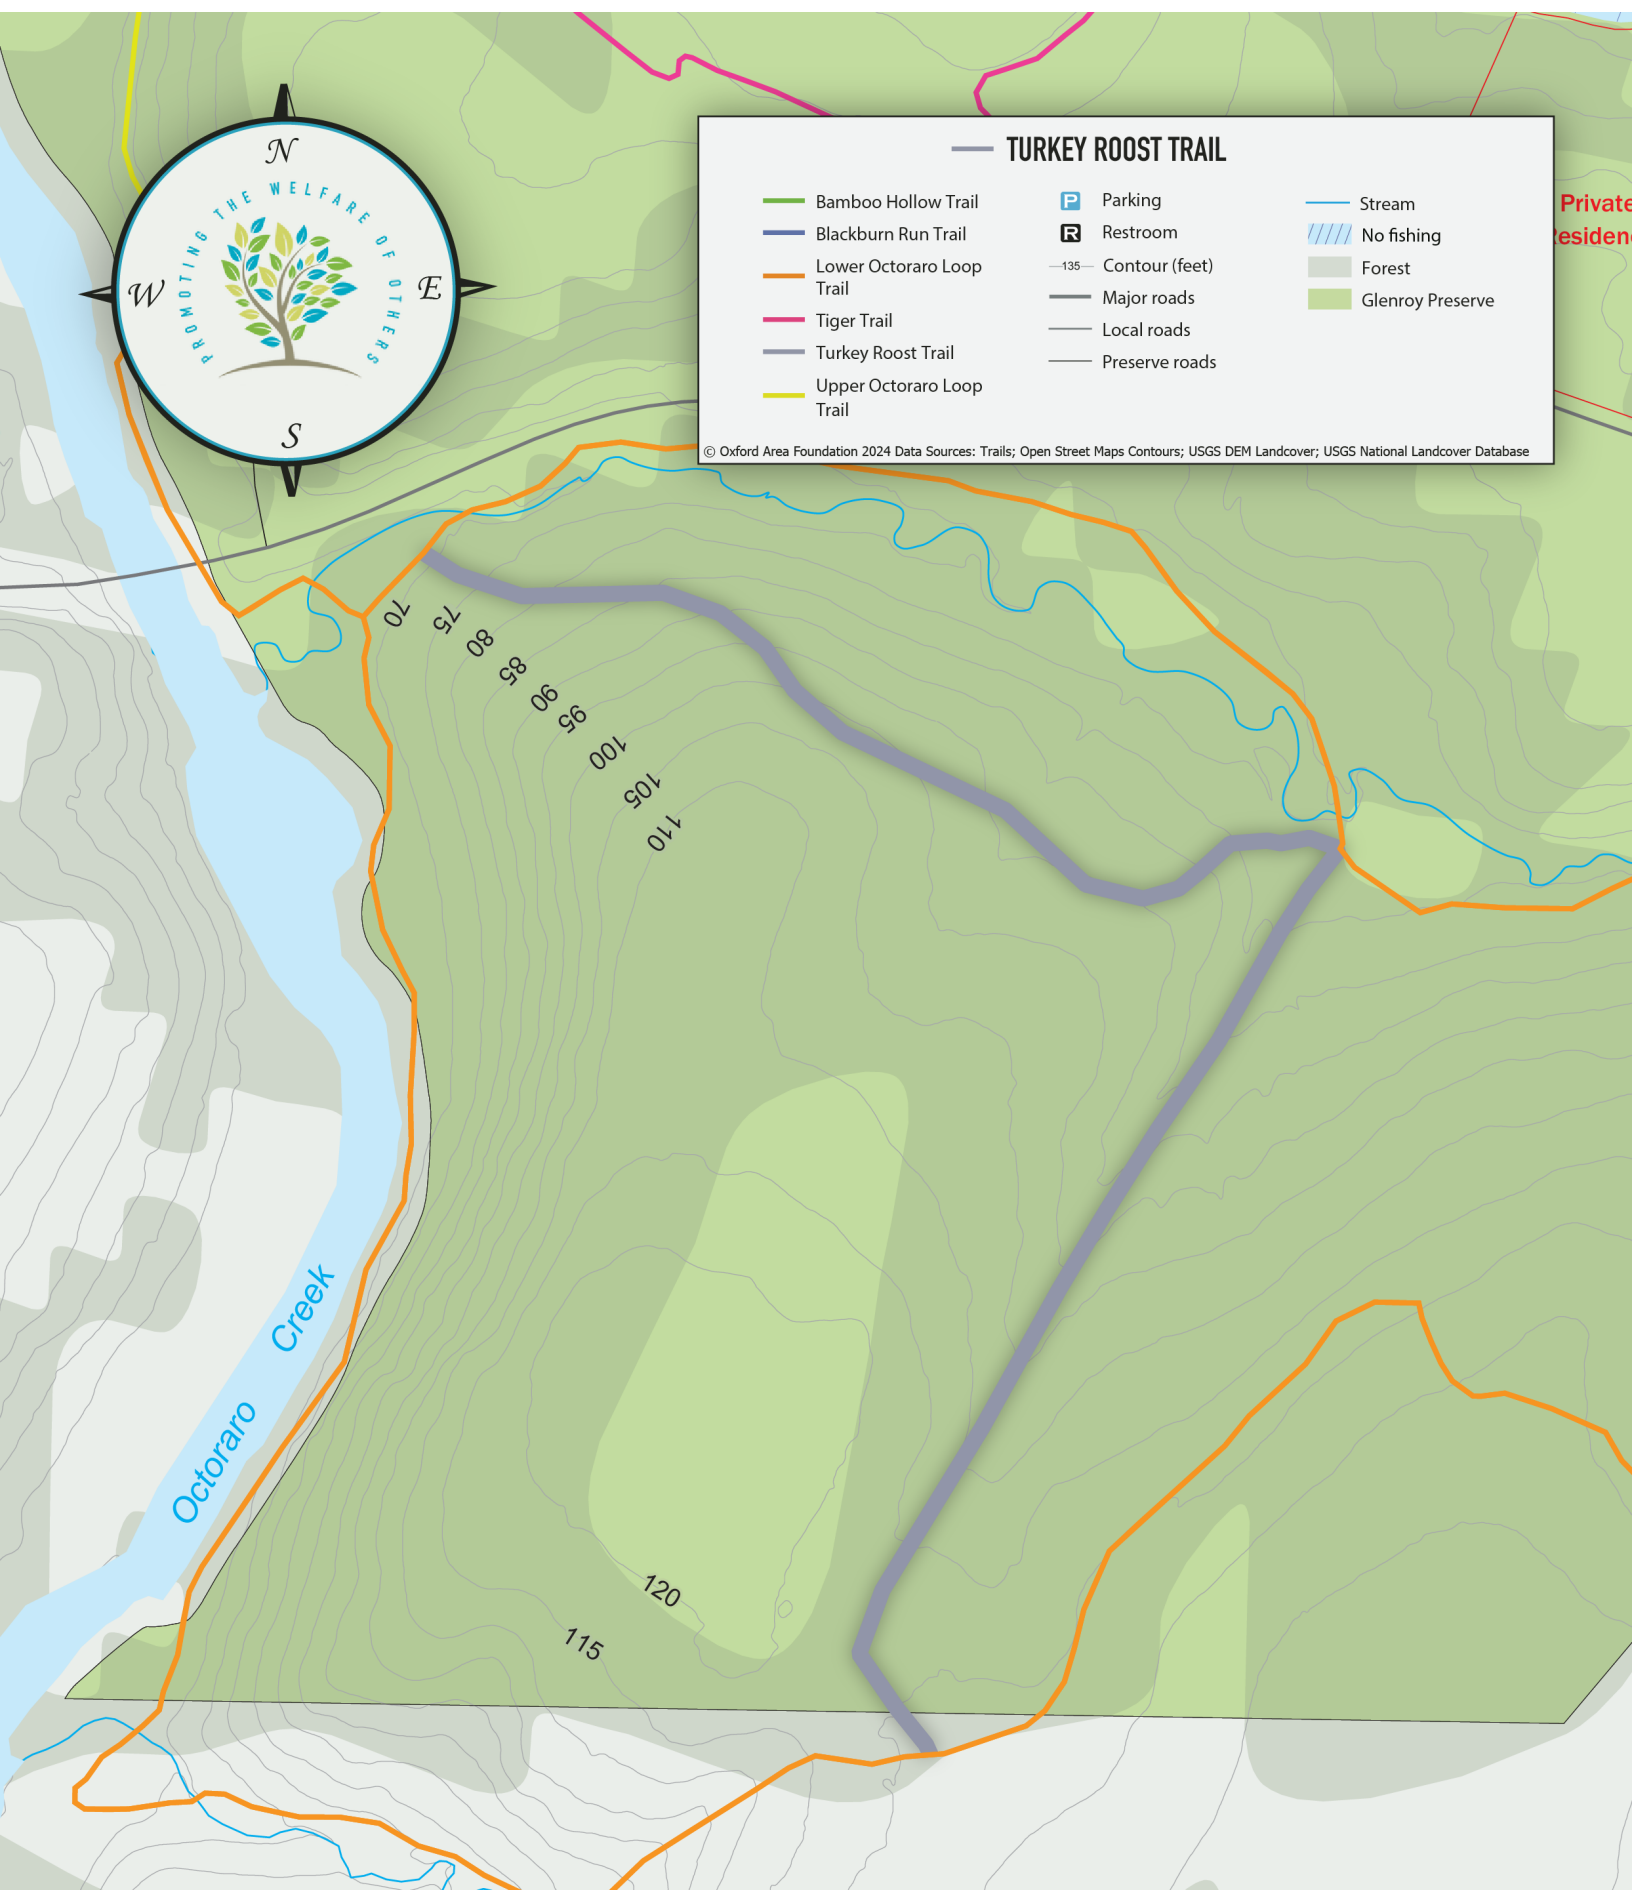 N
PROMOTING THE WELFARE OF OTHERS
W
E
S
TURKEY ROOST TRAIL
Bamboo Hollow Trail
Blackburn Run Trail
Lower Octoraro Loop
Trail
Tiger Trail
Turkey Roost Trail
Upper Octoraro Loop
Trail
P Parking
R Restroom
135 Contour (feet)
Major roads
Local roads
Preserve roads
Stream
No fishing
Forest
Glenroy Preserve
© Oxford Area Foundation 2024 Data Sources: Trails; Open Street Maps Contours; USGS DEM Landcover; USGS National Landcover Database
Private
esiden
70
75
80
85
90
95
100
105
110
Octoraro Creek
120
115